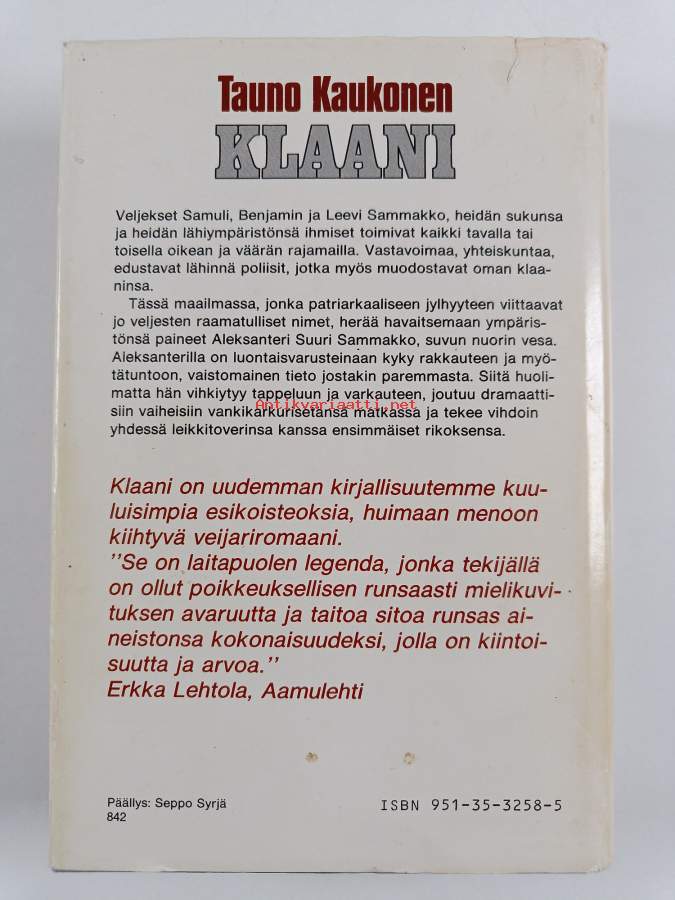 Tauno Kaukonen
KLAANI
Veljekset Samuli, Benjamin ja Leevi Sammakko, heidän sukunsa
ja heidän lähiympäristönsä ihmiset toimivat kaikki tavalla tai
toisella oikean ja väärän rajamailla. Vastavoimaa, yhteiskuntaa,
edustavat lähinnä poliisit, jotka myös muodostavat oman klaa-
ninsa.
Tässä maailmassa, jonka patriarkaaliseen jylhyyteen viittaavat
jo veljesten raamatulliset nimet, herää havaitsemaan ympäris-
tönsä paineet Aleksanteri Suuri Sammakko, suvun nuorin vesa.
Aleksanterilla on luontaisvarusteinaan kyky rakkauteen ja myö-
tätuntoon, vaistomainen tieto jostakin paremmasta. Siitä huoli-
matta hän vihkiytyy tappeluun ja varkauteen, joutuu dramaatti-
siin vaiheisiin vankikarkurisetänsä matkassa ja tekee vihdoin
yhdessä leikkitoverinsa kanssa ensimmäiset rikoksensa.
Antikvariaatti.net
Klaani on uudemman kirjallisuutemme kuu-
luisimpia esikoisteoksia, huimaan menoon
kiihtyvä veijariromaani.
''Se on laitapuolen legenda, jonka tekijällä
on ollut poikkeuksellisen runsaasti mielikuvi-
tuksen avaruutta ja taitoa sitoa runsas ai-
neistonsa kokonaisuudeksi, jolla on kiintoi-
suutta ja arvoa.''
Erkka Lehtola, Aamulehti
Päällys: Seppo Syrjä
842
ISBN 951-35-3258-5